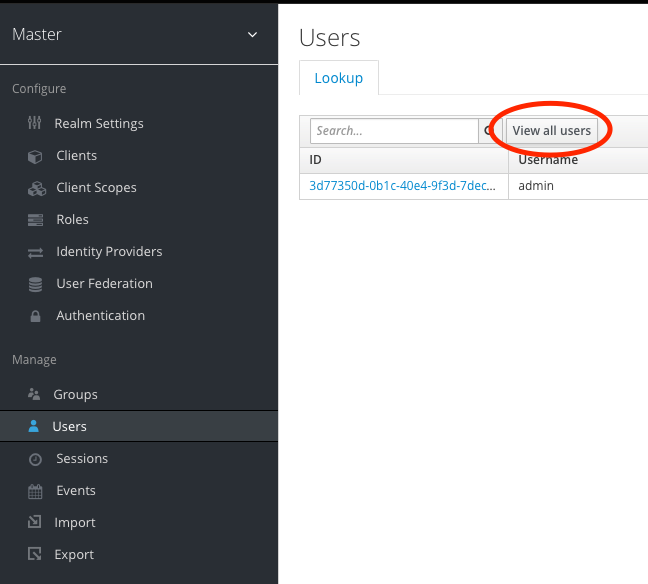 Master
Configure
Realm Settings
Clients
Client Scopes
Roles
Identity Providers
User Federation
Authentication
Manage
Groups
Users
Sessions
Events
Import
Export
Users
Lookup
Search...
View all users
ID
Username
3d77350d-0b1c-40e4-9f3d-7dec...
admin